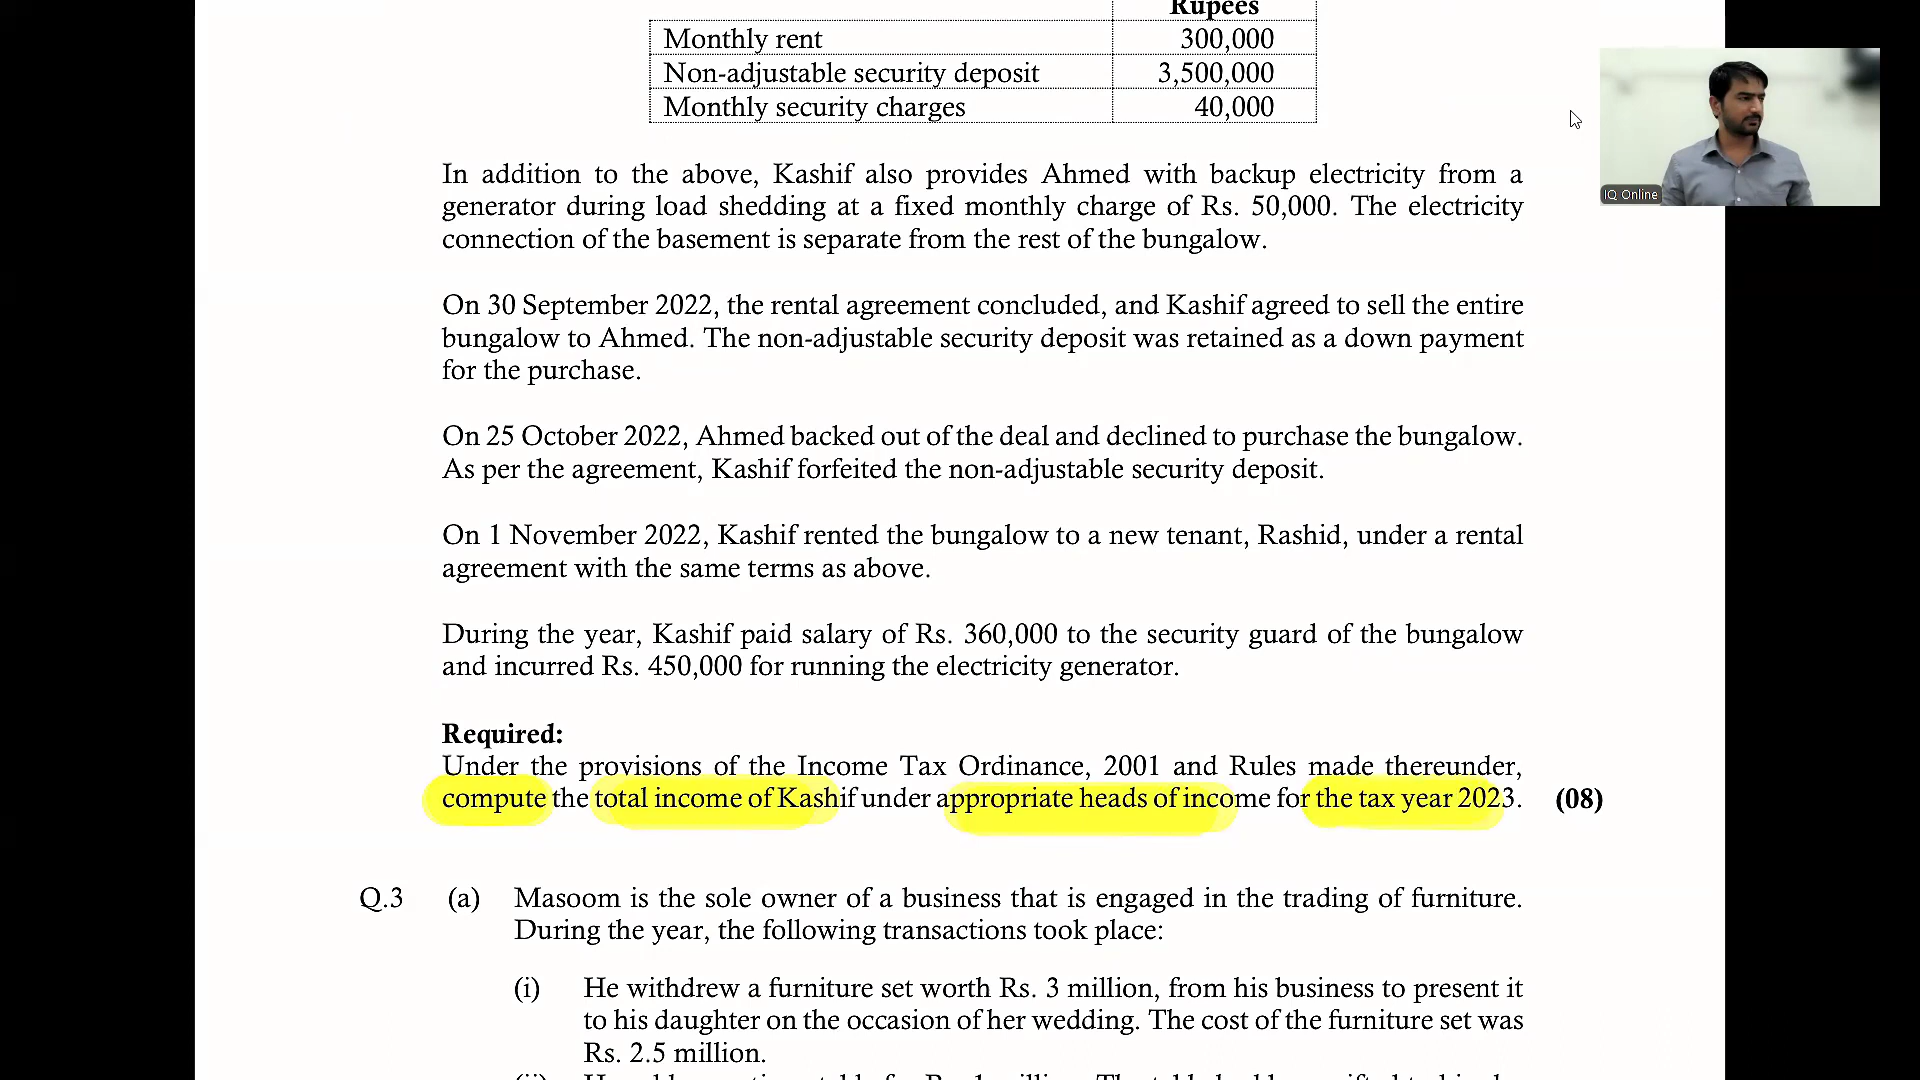 Rupees
Monthly rent 300,000
Non-adjustable security deposit 3,500,000
Monthly security charges 40,000
IQ Online
In addition to the above, Kashif also provides Ahmed with backup electricity from a
generator during load shedding at a fixed monthly charge of Rs. 50,000. The electricity
connection of the basement is separate from the rest of the bungalow.
On 30 September 2022, the rental agreement concluded, and Kashif agreed to sell the entire
bungalow to Ahmed. The non-adjustable security deposit was retained as a down payment
for the purchase.
On 25 October 2022, Ahmed backed out of the deal and declined to purchase the bungalow.
As per the agreement, Kashif forfeited the non-adjustable security deposit.
On 1 November 2022, Kashif rented the bungalow to a new tenant, Rashid, under a rental
agreement with the same terms as above.
During the year, Kashif paid salary of Rs. 360,000 to the security guard of the bungalow
and incurred Rs. 450,000 for running the electricity generator.
Required:
Under the provisions of the Income Tax Ordinance, 2001 and Rules made thereunder,
compute the total income of Kashif under appropriate heads of income for the tax year 2023. (08)
Q.3 (a) Masoom is the sole owner of a business that is engaged in the trading of furniture.
During the year, the following transactions took place:
(i) He withdrew a furniture set worth Rs. 3 million, from his business to present it
to his daughter on the occasion of her wedding. The cost of the furniture set was
Rs. 2.5 million.